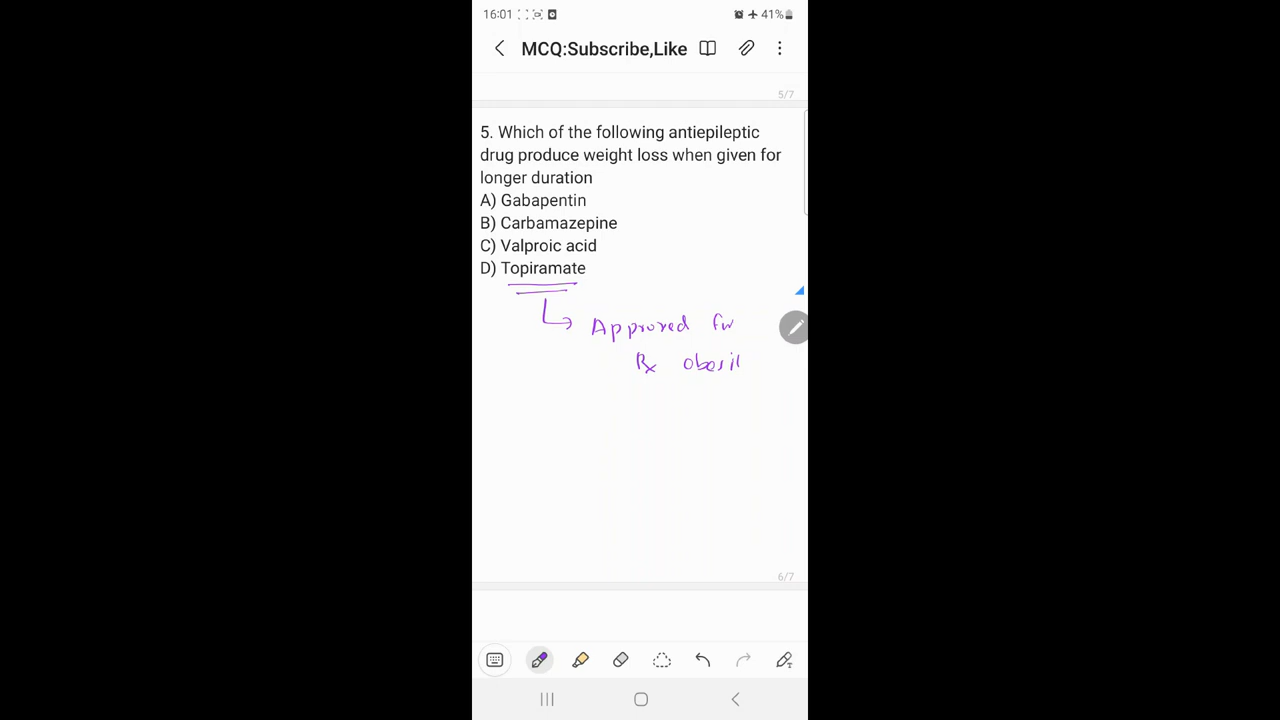 16:01 41%
MCQ:Subscribe,Like
5/7
5. Which of the following antiepileptic
drug produce weight loss when given for
longer duration
A) Gabapentin
B) Carbamazepine
C) Valproic acid
D) Topiramate
Approved for
Rx obesit
6/7